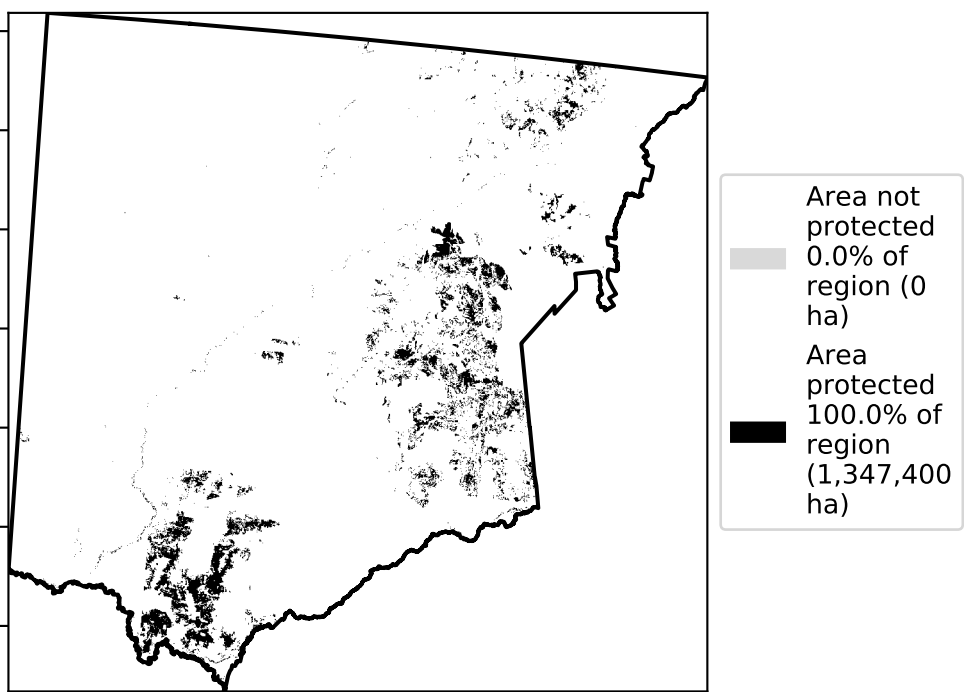 Area not
protected
0.0% of
region (0
ha)
Area
protected
100.0% of
region
(1,347,400
ha)